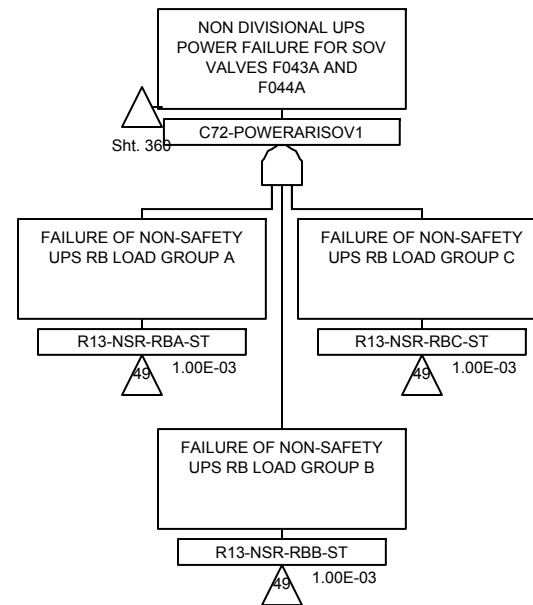 NON DIVISIONAL UPS
POWER FAILURE FOR SOV
VALVES F043A AND
F044A
Sht. 360
C72-POWERARISOV1
FAILURE OF NON-SAFETY
UPS RB LOAD GROUP A
R13-NSR-RBA-ST
49
1.00E-03
FAILURE OF NON-SAFETY
UPS RB LOAD GROUP C
R13-NSR-RBC-ST
49
1.00E-03
FAILURE OF NON-SAFETY
UPS RB LOAD GROUP B
R13-NSR-RBB-ST
49
1.00E-03